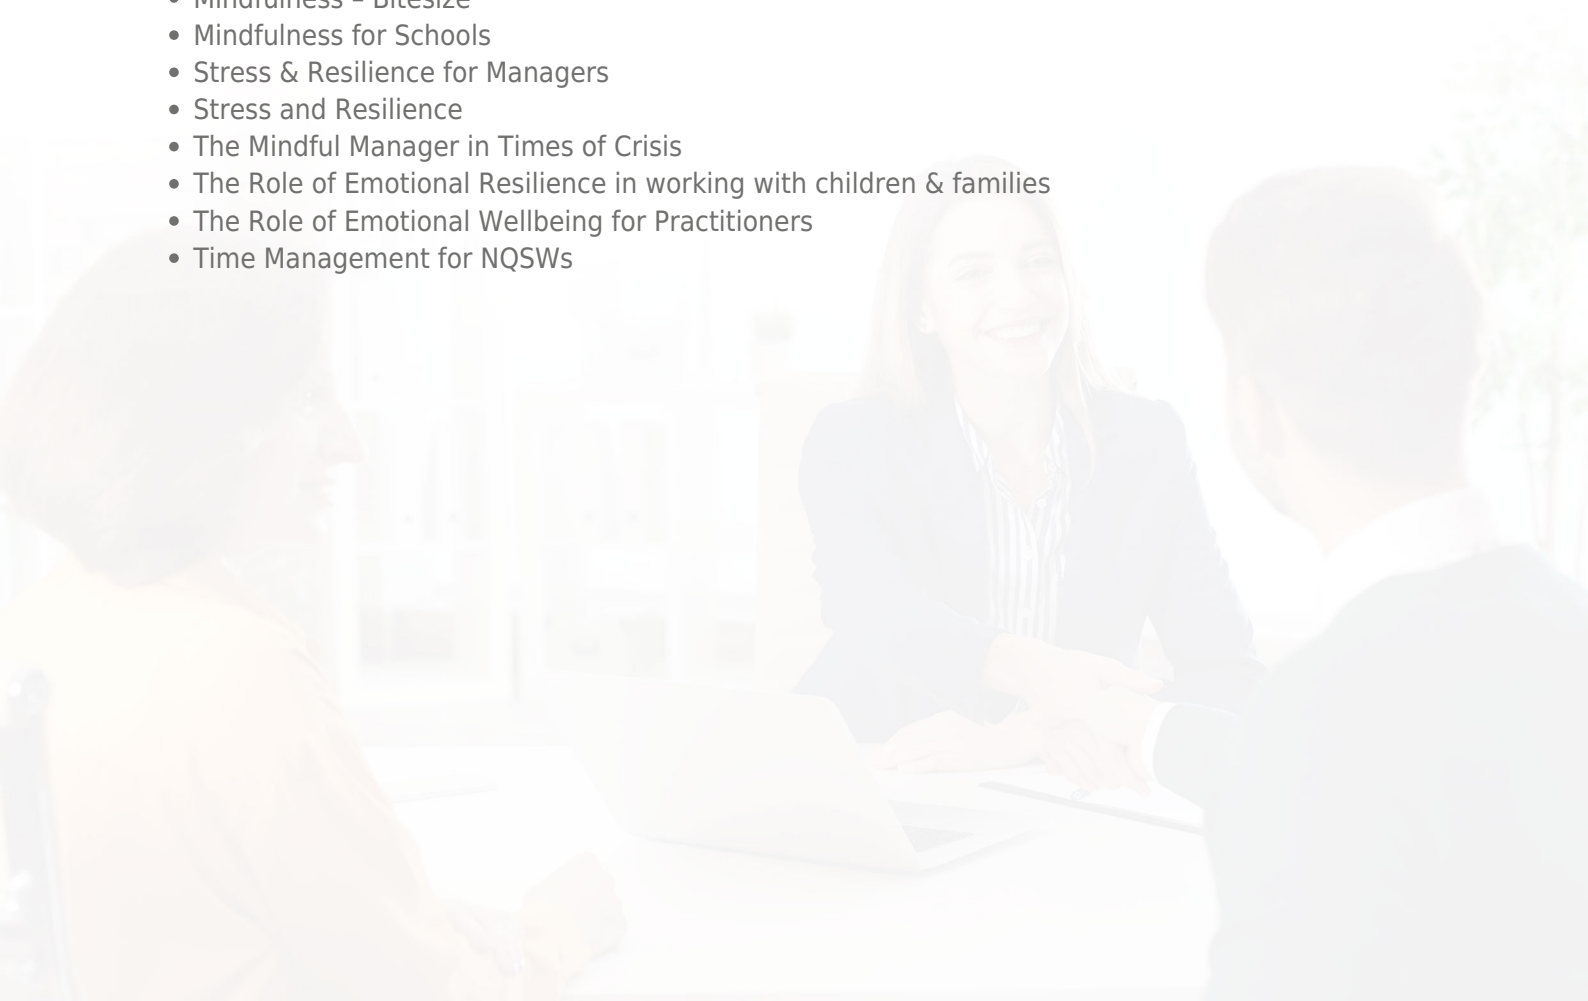 • Mindfulness – Bitesize
• Mindfulness for Schools
• Stress & Resilience for Managers
• Stress and Resilience
• The Mindful Manager in Times of Crisis
• The Role of Emotional Resilience in working with children & families
• The Role of Emotional Wellbeing for Practitioners
• Time Management for NQSWs